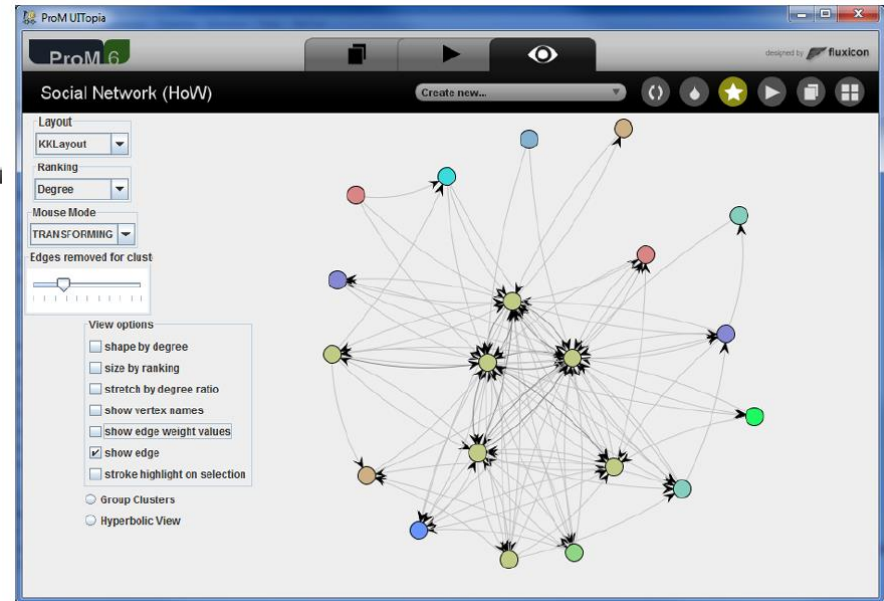 ProM UITopia
ProM 6
designed by fluxicon
Social Network (HoW)
Create new...
Layout
KKLayout
Ranking
Degree
Mouse Mode
TRANSFORMING
Edges removed for clust
View options
shape by degree
size by ranking
stretch by degree ratio
show vertex names
show edge weight values
show edge
stroke highlight on selection
Group Clusters
Hyperbolic View